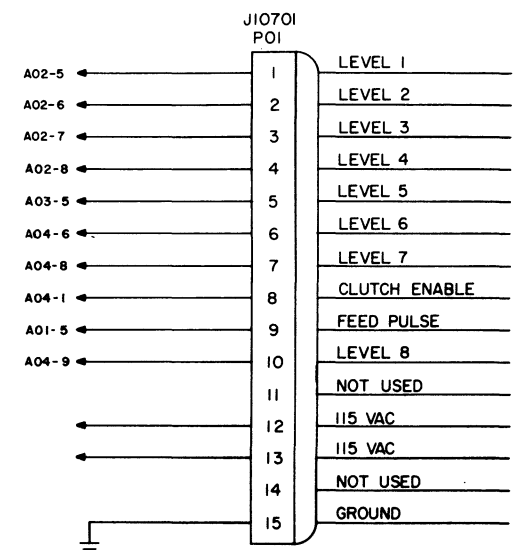 J10701
P01
A02-5 1 LEVEL 1
A02-6 2 LEVEL 2
A02-7 3 LEVEL 3
A02-8 4 LEVEL 4
A03-5 5 LEVEL 5
A04-6 6 LEVEL 6
A04-8 7 LEVEL 7
A04-1 8 CLUTCH ENABLE
A01-5 9 FEED PULSE
A04-9 10 LEVEL 8
11 NOT USED
12 115 VAC
13 115 VAC
14 NOT USED
15 GROUND